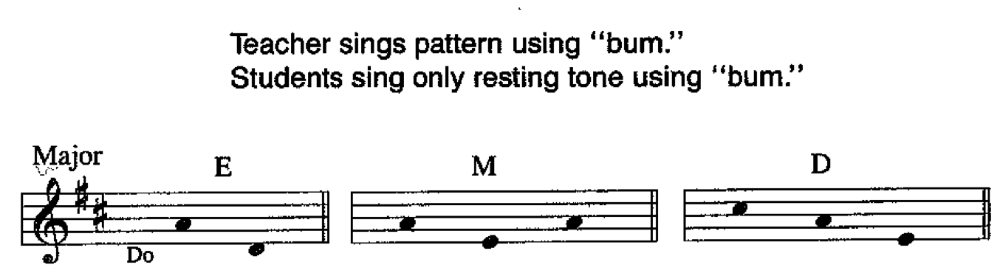 Teacher sings pattern using “bum.”
Students sing only resting tone using “bum.”
Major
E
M
D
Do